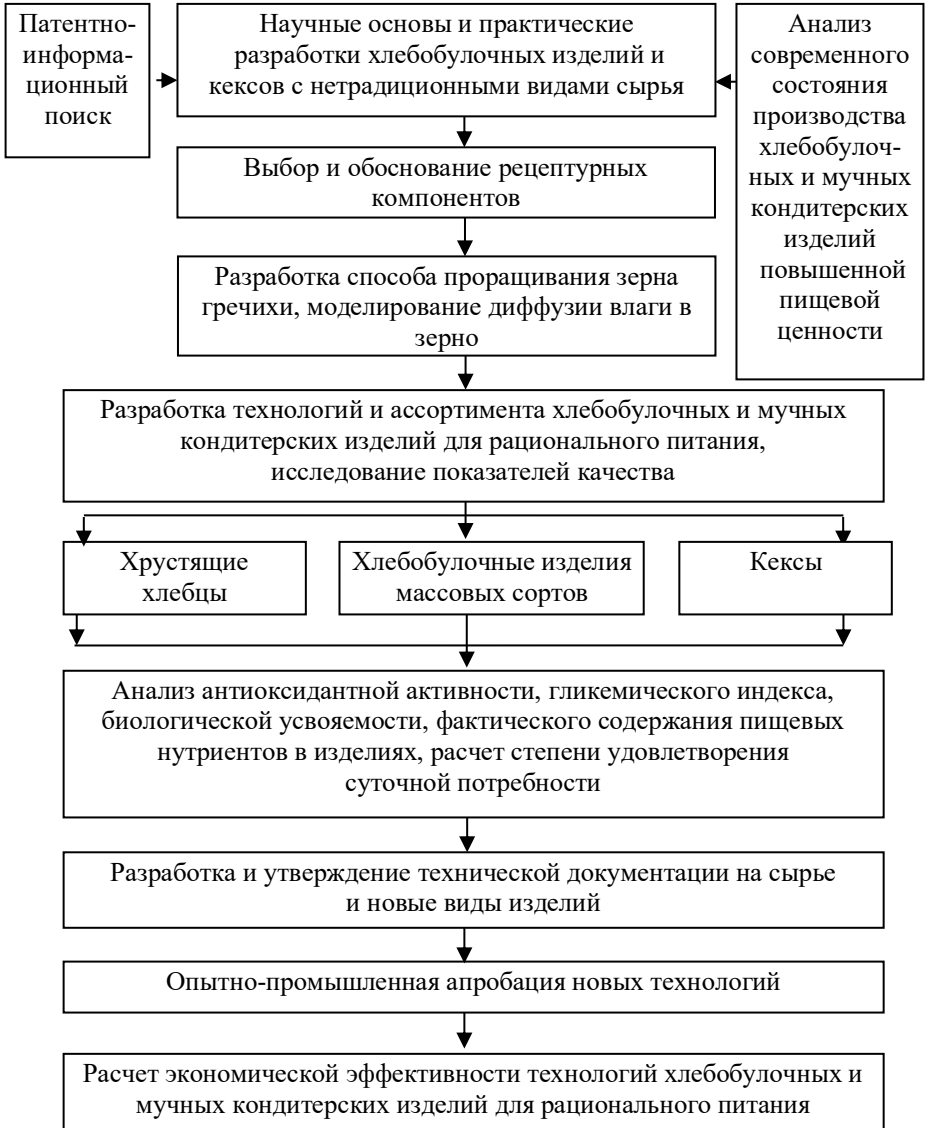 Патентно-
информа-
ционный
поиск
Научные основы и практические
разработки хлебобулочных изделий и
кексов с нетрадиционными видами сырья
Анализ
современного
состояния
производства
хлебобулоч-
ных и мучных
кондитерских
изделий
повышенной
пищевой
ценности
Выбор и обоснование рецептурных
компонентов
Разработка способа проращивания зерна
гречихи, моделирование диффузии влаги в
зерно
Разработка технологий и ассортимента хлебобулочных и мучных
кондитерских изделий для рационального питания,
исследование показателей качества
Хрустящие
хлебцы
Хлебобулочные изделия
массовых сортов
Кексы
Анализ антиоксидантной активности, гликемического индекса,
биологической усвояемости, фактического содержания пищевых
нутриентов в изделиях, расчет степени удовлетворения
суточной потребности
Разработка и утверждение технической документации на сырье
и новые виды изделий
Опытно-промышленная апробация новых технологий
Расчет экономической эффективности технологий хлебобулочных и
мучных кондитерских изделий для рационального питания